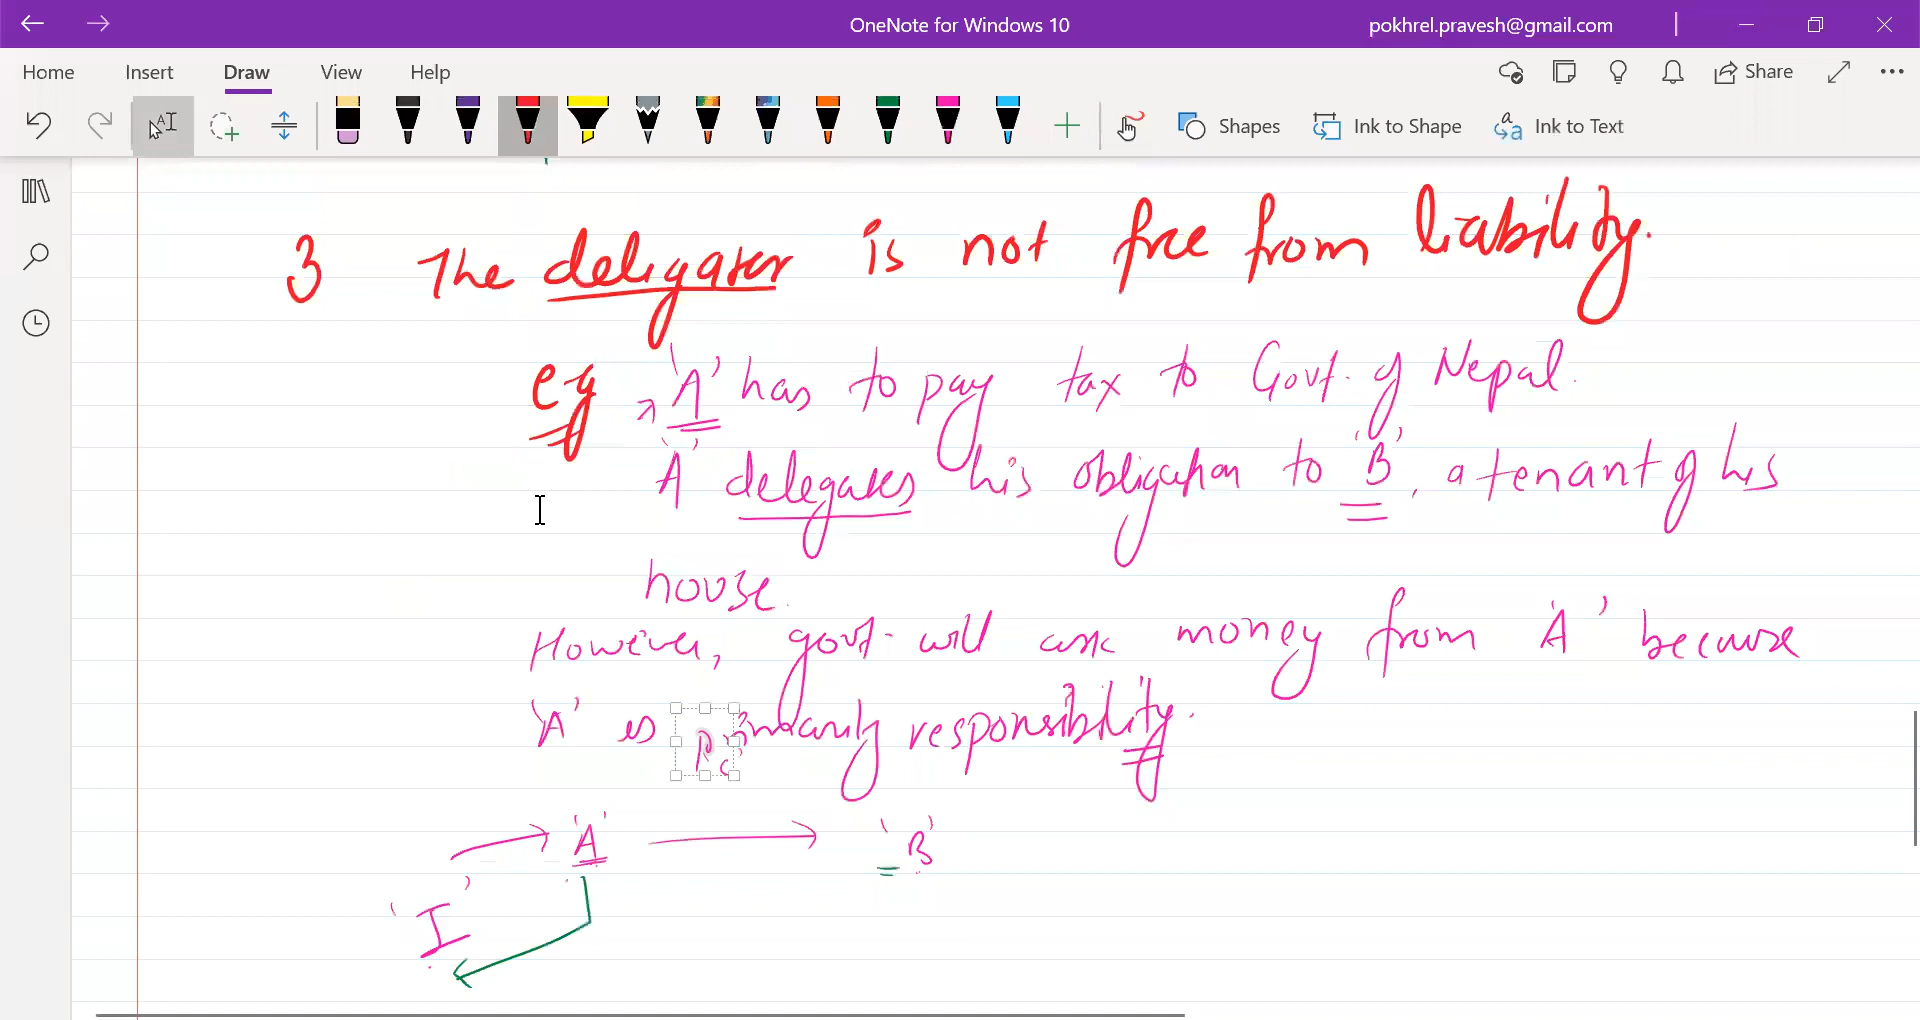 OneNote for Windows 10 pokhrel.pravesh@gmail.com
Home Insert Draw View Help Share
Shapes Ink to Shape Ink to Text
3 The delegater is not free from liability.
eg 'A' has to pay tax to Govt. of Nepal.
'A' delegates his obligation to 'B', a tenant of his
house.
However, govt. will ask money from 'A' because
'A' is primarily responsibility.
'A' 'B'
'I'